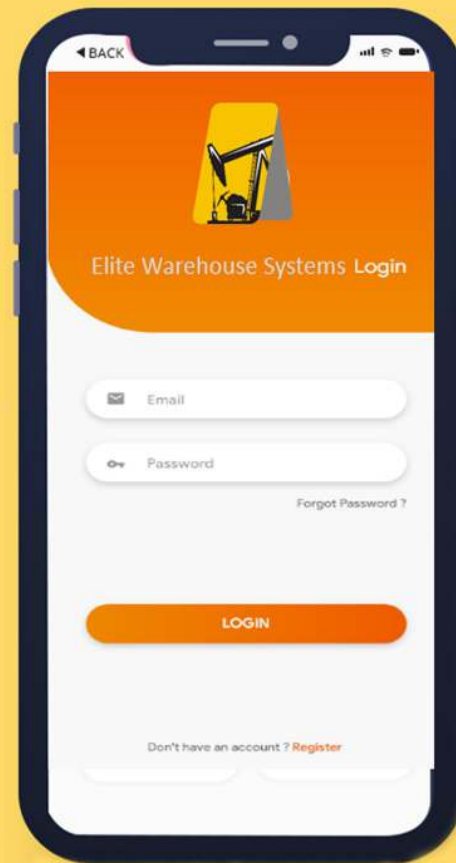 BACK
Elite Warehouse Systems Login
Email
Password
Forgot Password ?
LOGIN
Don't have an account ? Register